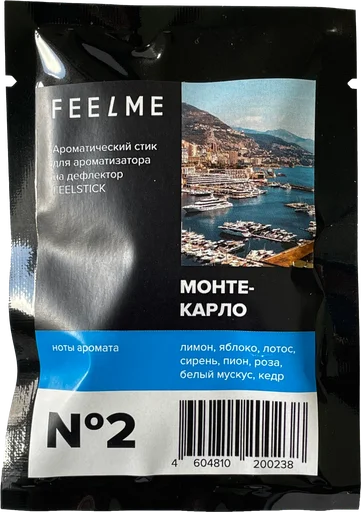 FEELME
Ароматический стик
для ароматизатора
на дефлектор
FEELSTICK
МОНТЕ-
КАРЛО
ноты аромата
лимон, яблоко, лотос,
сирень, пион, роза,
белый мускус, кедр
№2
4 604810 200238